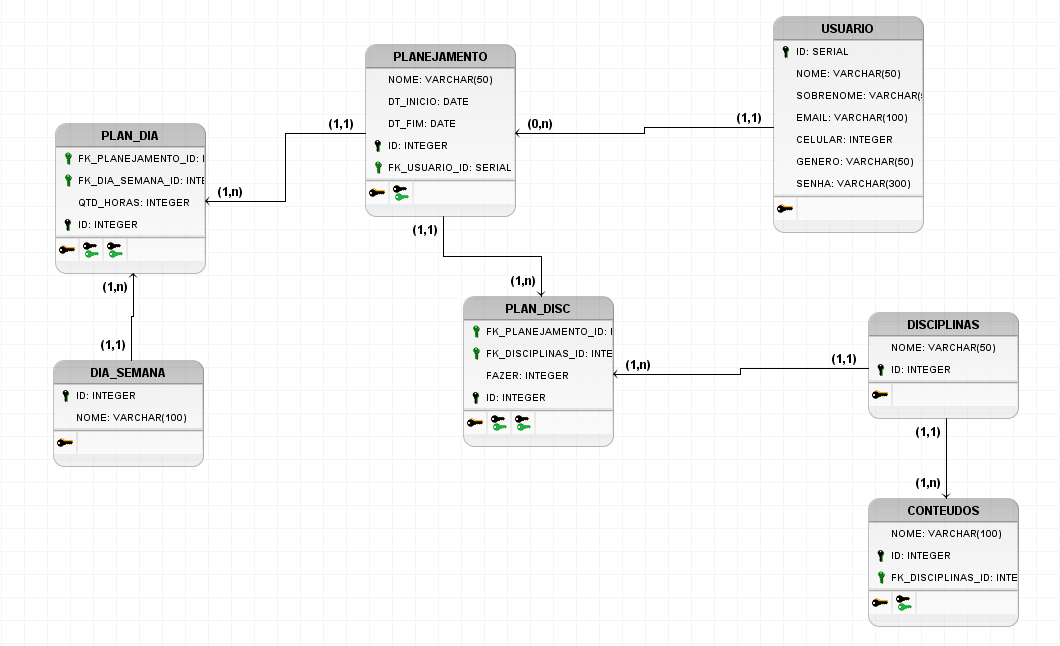 USUARIO
ID: SERIAL
NOME: VARCHAR(50)
SOBRENOME: VARCHAR(
EMAIL: VARCHAR(100)
CELULAR: INTEGER
GENERO: VARCHAR(50)
SENHA: VARCHAR(300)
PLANEJAMENTO
NOME: VARCHAR(50)
DT_INICIO: DATE
DT_FIM: DATE
ID: INTEGER
FK_USUARIO_ID: SERIAL
(0,n)
(1,1)
(1,1)
(1,n)
PLAN_DIA
FK_PLANEJAMENTO_ID: I
FK_DIA_SEMANA_ID: INTE
QTD_HORAS: INTEGER
ID: INTEGER
(1,n)
(1,1)
DIA_SEMANA
ID: INTEGER
NOME: VARCHAR(100)
(1,1)
(1,n)
PLAN_DISC
FK_PLANEJAMENTO_ID: I
FK_DISCIPLINAS_ID: INTE
FAZER: INTEGER
ID: INTEGER
(1,n)
(1,1)
DISCIPLINAS
NOME: VARCHAR(50)
ID: INTEGER
(1,1)
(1,n)
CONTEUDOS
NOME: VARCHAR(100)
ID: INTEGER
FK_DISCIPLINAS_ID: INTE